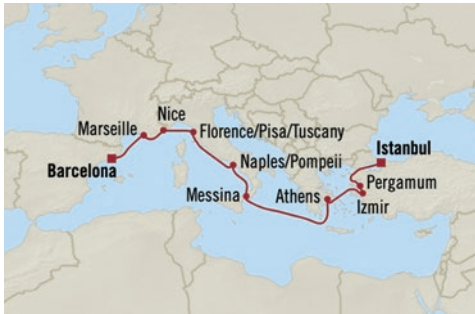 Nice
Marseille
Florence/Pisa/Tuscany
Barcelona
Naples/Pompeii
Istanbul
Messina
Athens
Pergamum
Izmir